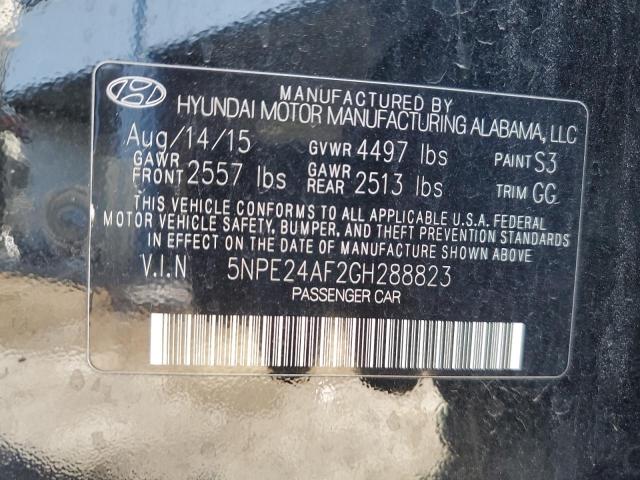 MANUFACTURED BY
HYUNDAI MOTOR MANUFACTURING ALABAMA, LLC
Aug/14/15 GVWR 4497 lbs PAINT S3
GAWR FRONT 2557 lbs GAWR REAR 2513 lbs TRIM GG
THIS VEHICLE CONFORMS TO ALL APPLICABLE U.S.A. FEDERAL
MOTOR VEHICLE SAFETY, BUMPER, AND THEFT PREVENTION STANDARDS
IN EFFECT ON THE DATE OF MANUFACTURE SHOWN ABOVE.
V.I.N 5NPE24AF2GH288823
PASSENGER CAR